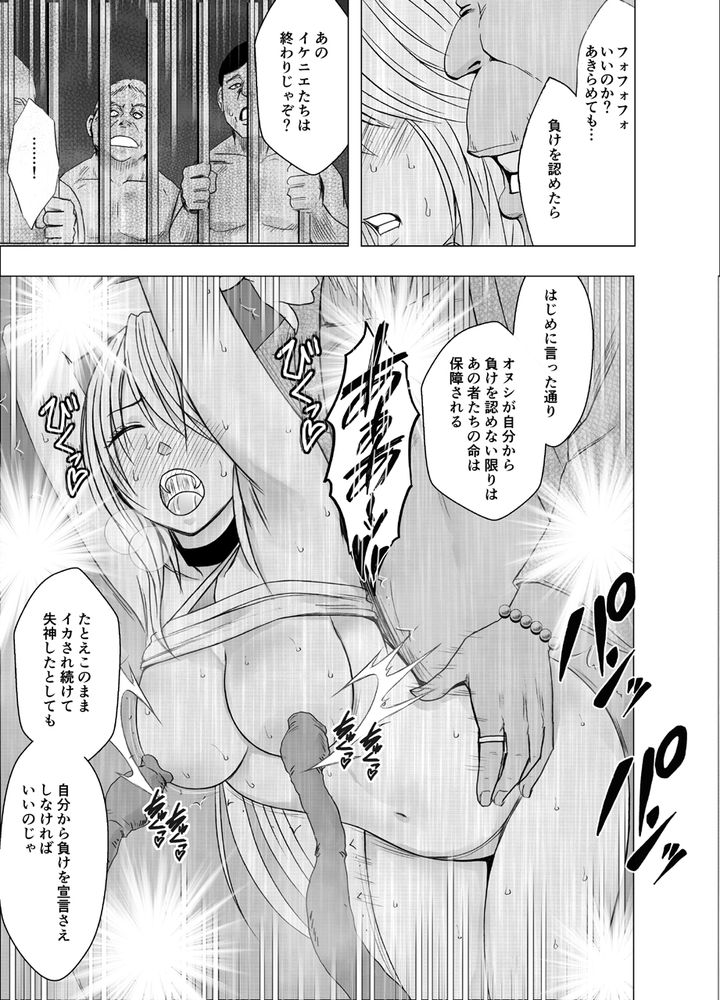 フォフォフォ
いいのか?
あきらめても…
負けを認めたら
あの
イケニエたちは
終わりじゃぞ?
……!
はじめに言った通り
オヌシが自分から
負けを認めない限りは
あの者たちの命は
保障される
ああぁ
びくっ
びくっ
パン
パン
たとえこのまま
イカされ続けて
失神したとしても
自分から負けを宣言さえ
しなければ
いいのじゃ